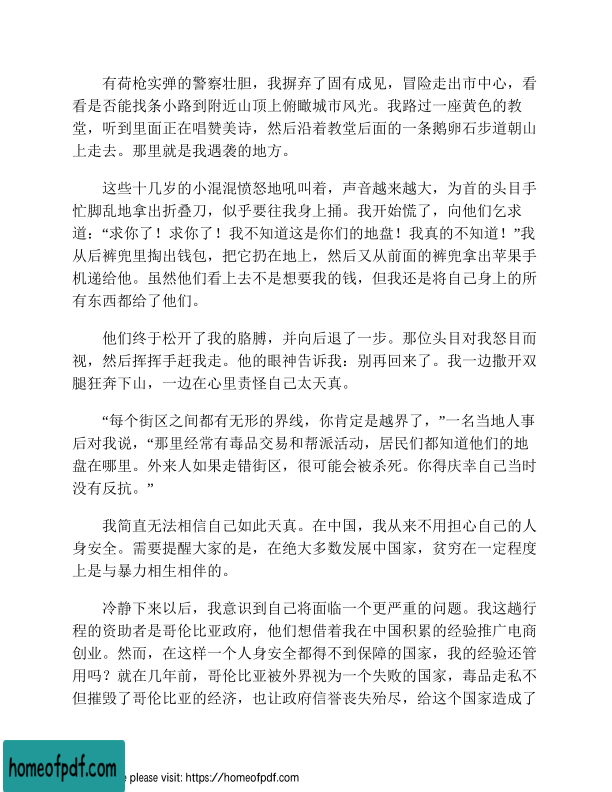 有荷枪实弹的警察壮胆，我摒弃了固有成见，冒险走出市中心，看
看是否能找条小路到附近山顶上俯瞰城市风光。我路过一座黄色的教
堂，听到里面正在唱赞美诗，然后沿着教堂后面的一条鹅卵石步道朝山
上走去。那里就是我遇袭的地方。
这些十几岁的小混混愤怒地吼叫着，声音越来越大，为首的头目手
忙脚乱地拿出折叠刀，似乎要往我身上捅。我开始慌了，向他们乞求
道：“求你了！求你了！我不知道这是你们的地盘！我真的不知道！”我
从后裤兜里掏出钱包，把它扔在地上，然后又从前面的裤兜拿出苹果手
机递给他。虽然他们看上去不是想要我的钱，但我还是将自己身上的所
有东西都给了他们。
他们终于松开了我的胳膊，并向后退了一步。那位头目对我怒目而
视，然后挥挥手赶我走。他的眼神告诉我：别再回来了。我一边撒开双
腿狂奔下山，一边在心里责怪自己太天真。
“每个街区之间都有无形的界线，你肯定是越界了，”一名当地人事
后对我说，“那里经常有毒品交易和帮派活动，居民们都知道他们的地
盘在哪里。外来人如果走错街区，很可能会被杀死。你得庆幸自己当时
没有反抗。”
我简直无法相信自己如此天真。在中国，我从来不用担心自己的人
身安全。需要提醒大家的是，在绝大多数发展中国家，贫穷在一定程度
上是与暴力相生相伴的。
冷静下来以后，我意识到自己将面临一个更严重的问题。我这趟行
程的资助者是哥伦比亚政府，他们想借着我在中国积累的经验推广电商
创业。然而，在这样一个人身安全都得不到保障的国家，我的经验还管
用吗？就在几年前，哥伦比亚被外界视为一个失败的国家，毒品走私不
但摧毁了哥伦比亚的经济，也让政府信誉丧失殆尽，给这个国家造成了
homeofpdf.com
e please visit: https://homeofpdf.com